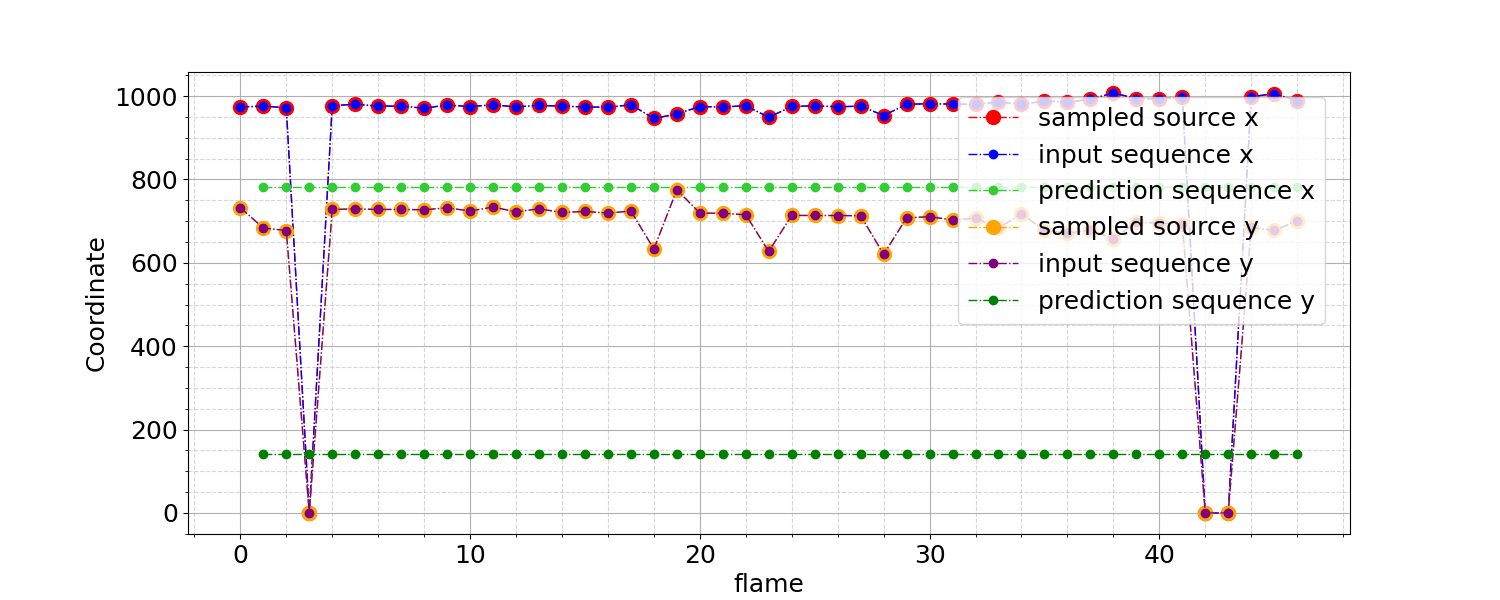 1000
800
600
400
200
0
Coordinate
0 10 20 30 40
flame
sampled source x
input sequence x
prediction sequence x
sampled source y
input sequence y
prediction sequence y